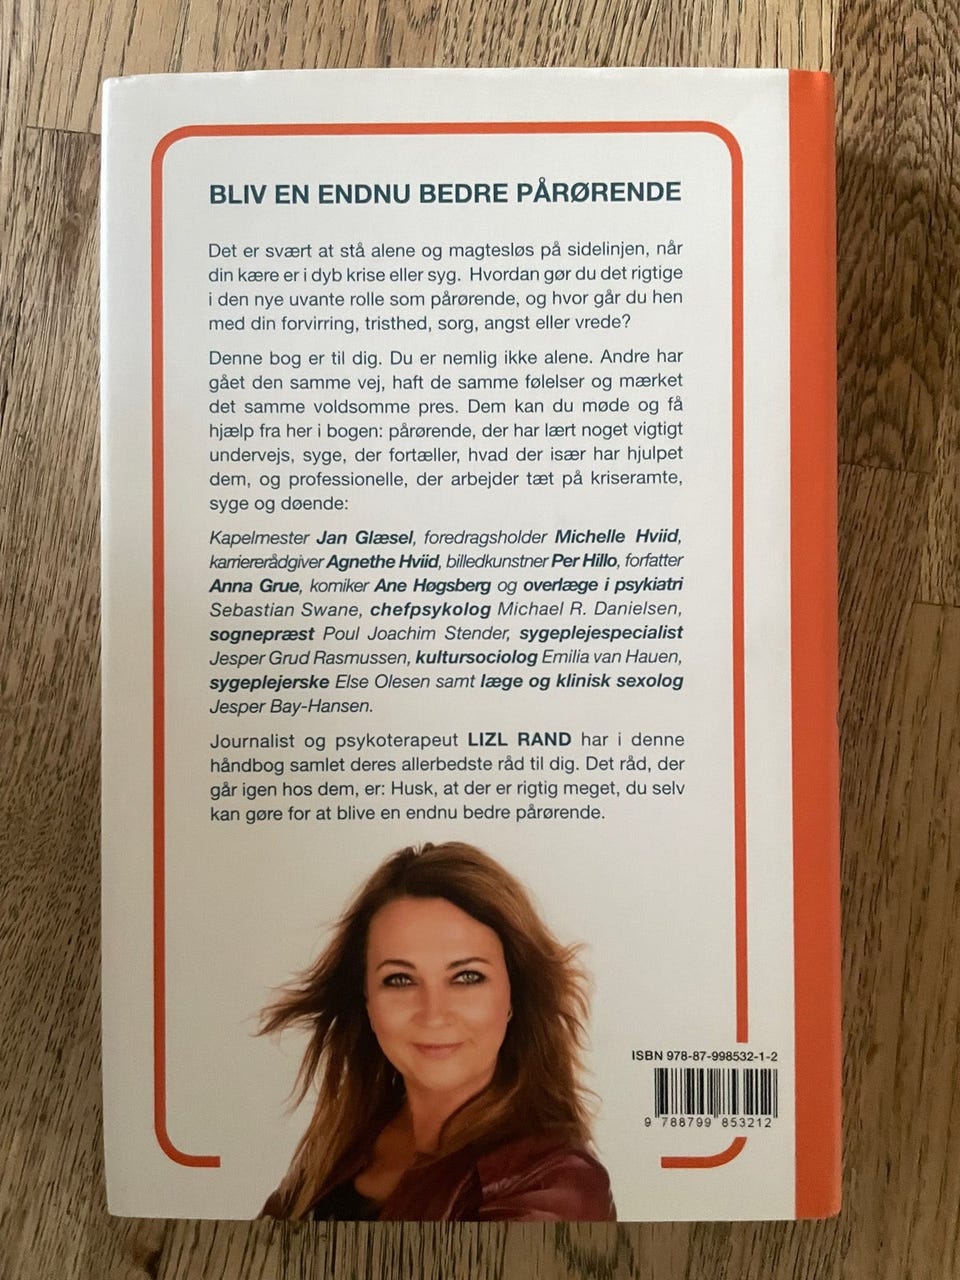 BLIV EN ENDNU BEDRE PÅRØRENDE
Det er svært at stå alene og magtesløs på sidelinjen, når
din kære er i dyb krise eller syg. Hvordan gør du det rigtige
i den nye uvante rolle som pårørende, og hvor går du hen
med din forvirring, tristhed, sorg, angst eller vrede?
Denne bog er til dig. Du er nemlig ikke alene. Andre har
gået den samme vej, haft de samme følelser og mærket
det samme voldsomme pres. Dem kan du møde og få
hjælp fra her i bogen: pårørende, der har lært noget vigtigt
undervejs, syge, der fortæller, hvad der især har hjulpet
dem, og professionelle, der arbejder tæt på kriseramte,
syge og døende:
Kapelmester Jan Glæsel, foredragsholder Michelle Hviid,
karriererådgiver Agnethe Hviid, billedkunstner Per Hillo, forfatter
Anna Grue, komiker Ane Høgsberg og overlæge i psykiatri
Sebastian Swane, chefpsykolog Michael R. Danielsen,
sognepræst Poul Joachim Stender, sygeplejespecialist
Jesper Grud Rasmussen, kultursociolog Emilia van Hauen,
sygeplejerske Else Olesen samt læge og klinisk sexolog
Jesper Bay-Hansen.
Journalist og psykoterapeut LIZL RAND har i denne
håndbog samlet deres allerbedste råd til dig. Det råd, der
går igen hos dem, er: Husk, at der er rigtig meget, du selv
kan gøre for at blive en endnu bedre pårørende.
ISBN 978-87-998532-1-2
9 788799 853212